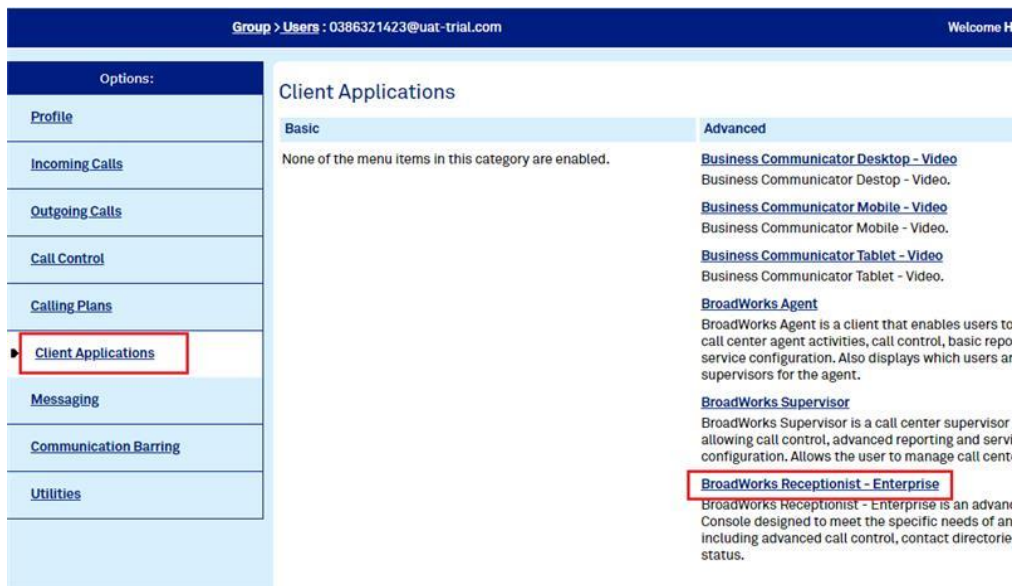 Group > Users : 0386321423@uat-trial.com
Welcome H
Options:
Profile
Incoming Calls
Outgoing Calls
Call Control
Calling Plans
Client Applications
Messaging
Communication Barring
Utilities
Client Applications
Basic
None of the menu items in this category are enabled.
Advanced
Business Communicator Desktop - Video
Business Communicator Destop - Video.
Business Communicator Mobile - Video
Business Communicator Mobile - Video.
Business Communicator Tablet - Video
Business Communicator Tablet - Video.
BroadWorks Agent
BroadWorks Agent is a client that enables users to
call center agent activities, call control, basic repo
service configuration. Also displays which users ar
supervisors for the agent.
BroadWorks Supervisor
BroadWorks Supervisor is a call center supervisor
allowing call control, advanced reporting and servi
configuration. Allows the user to manage call cent
BroadWorks Receptionist - Enterprise
BroadWorks Receptionist - Enterprise is an advanc
Console designed to meet the specific needs of an
including advanced call control, contact directorie
status.